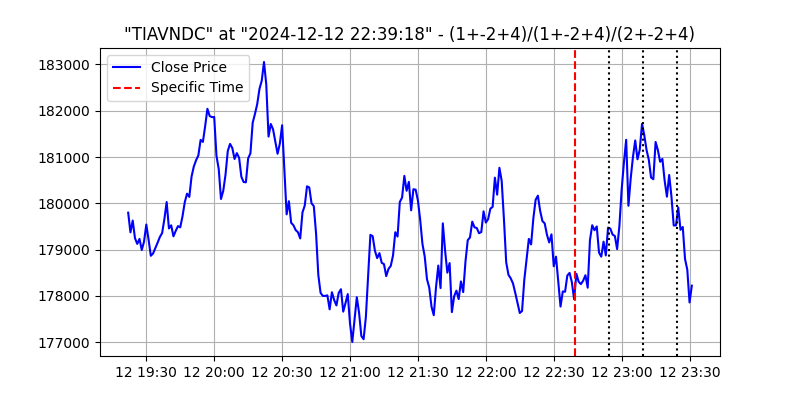 "TIAVNDC" at "2024-12-12 22:39:18" - (1+-2+4)/(1+-2+4)/(2+-2+4)
Close Price
Specific Time
183000
182000
181000
180000
179000
178000
177000
12 19:30 12 20:00 12 20:30 12 21:00 12 21:30 12 22:00 12 22:30 12 23:00 12 23:30